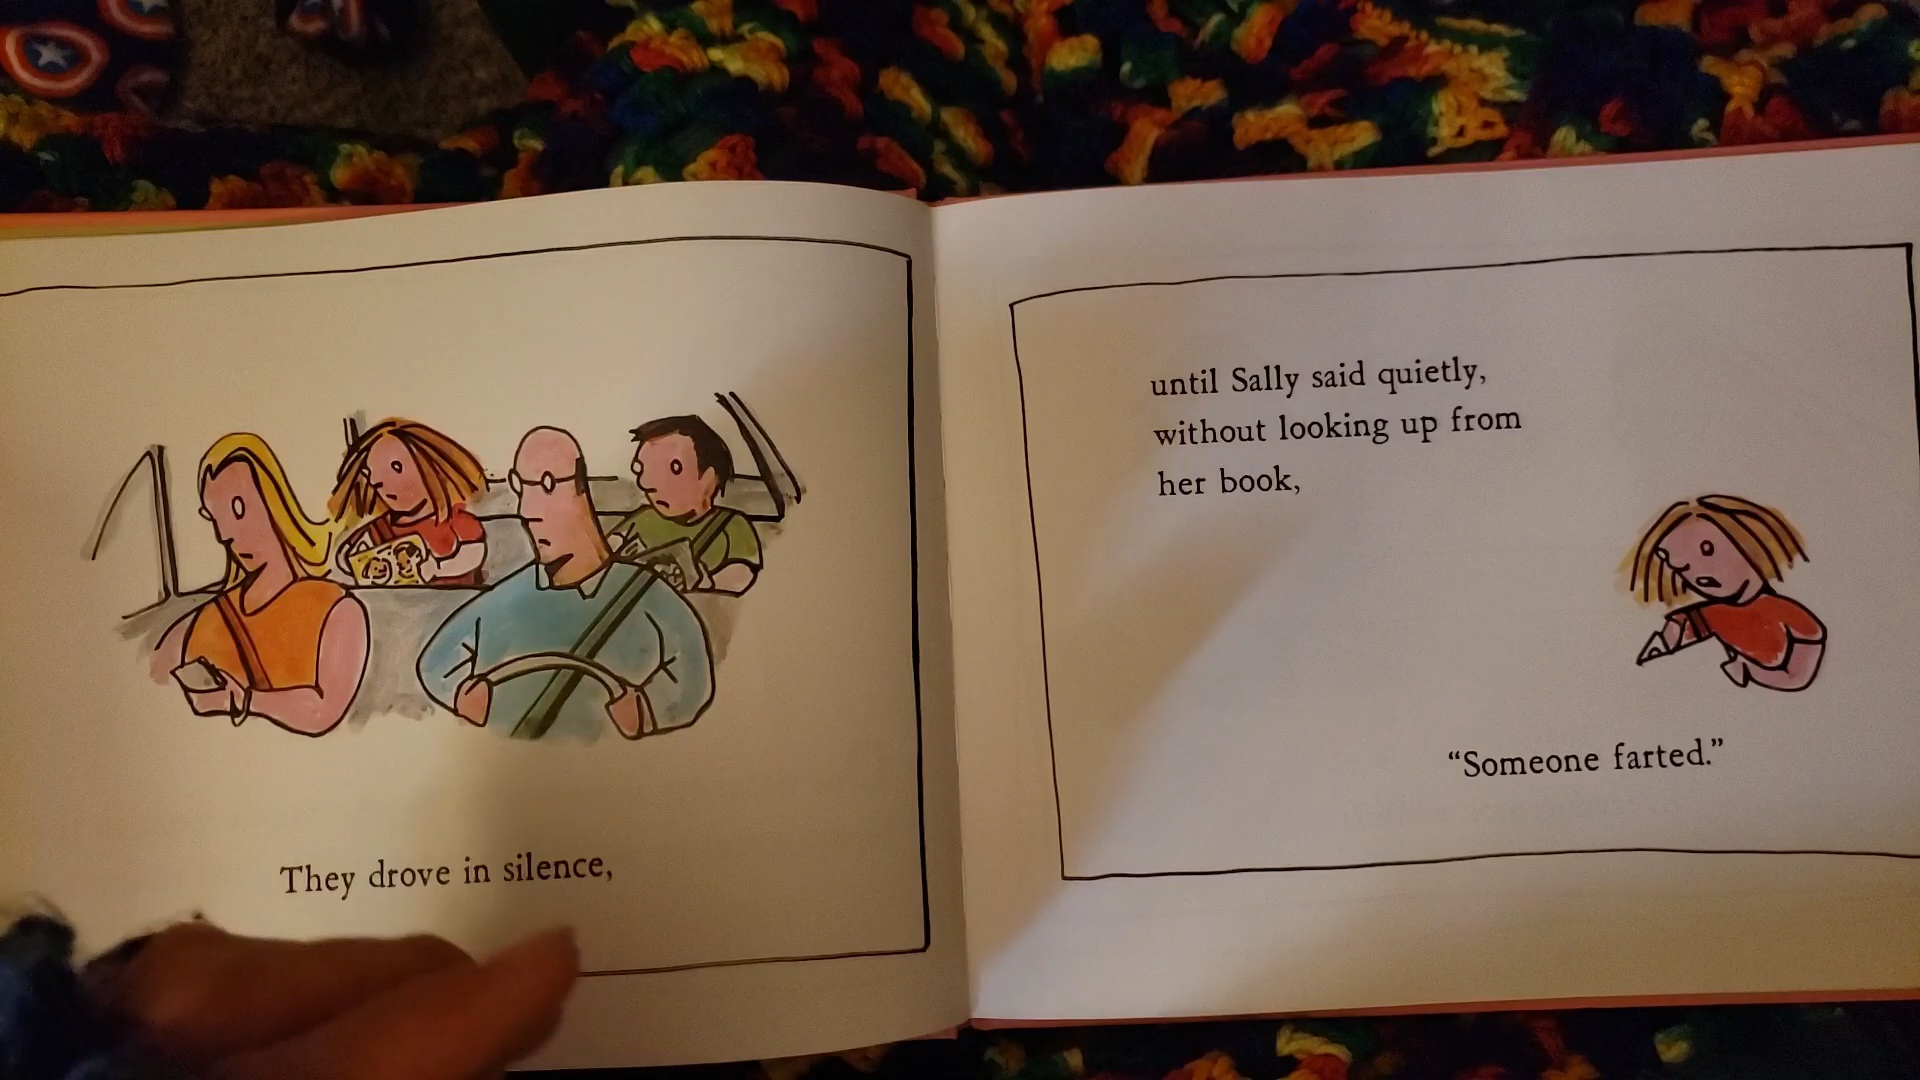 They drove in silence,
until Sally said quietly,
without looking up from
her book,
“Someone farted.”